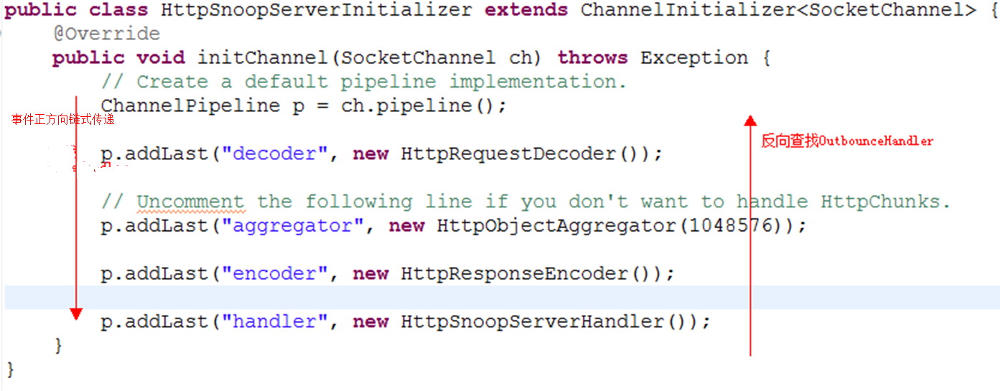 public class HttpSnoopServerInitializer extends ChannelInitializer<SocketChannel> {
@Override
public void initChannel(SocketChannel ch) throws Exception {
// Create a default pipeline implementation.
ChannelPipeline p = ch.pipeline();
事件正方向链式传递
反向查找OutbounceHandler
p.addLast("decoder", new HttpRequestDecoder());
// Uncomment the following line if you don't want to handle HttpChunks.
p.addLast("aggregator", new HttpObjectAggregator(1048576));
p.addLast("encoder", new HttpResponseEncoder());
p.addLast("handler", new HttpSnoopServerHandler());
}
}